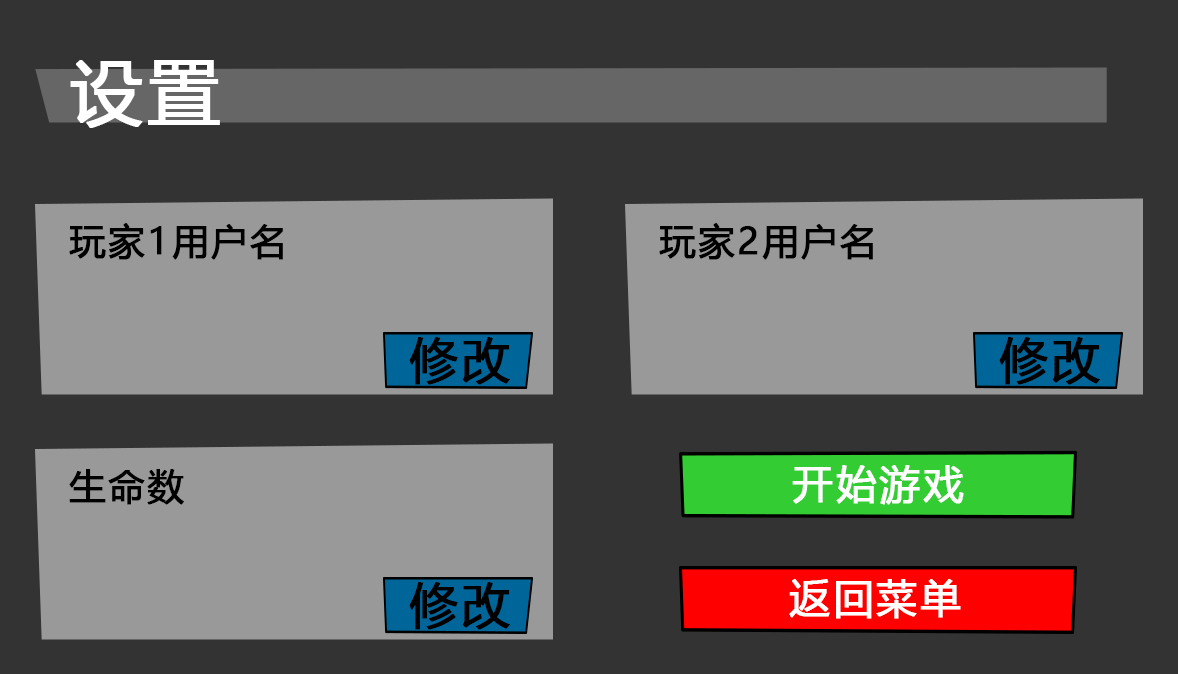 设置
玩家1用户名
修改
玩家2用户名
修改
生命数
修改
开始游戏
返回菜单